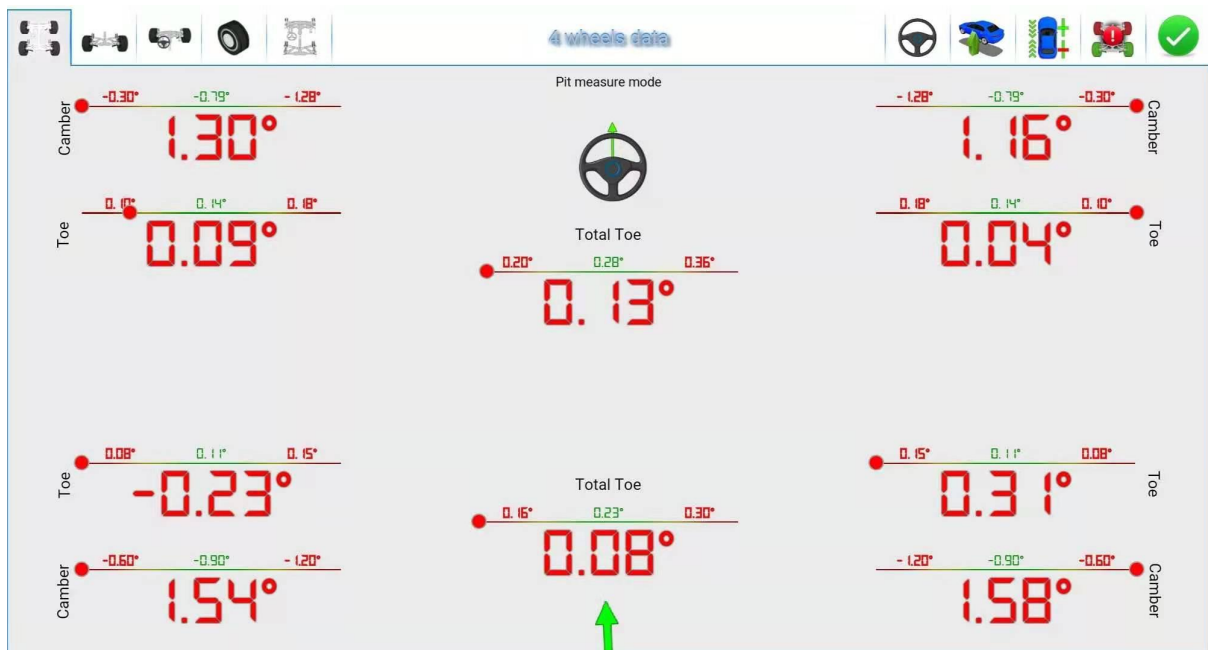 4 wheels data
Pit measure mode
Camber
-0.30° -0.79° -1.28°
1.30°
-1.28° -0.79° -0.30°
1.16°
Camber
Toe
0.10° 0.14° 0.18°
0.09°
0.18° 0.14° 0.10°
0.04°
Toe
Total Toe
0.20° 0.28° 0.36°
0.13°
Toe
0.08° 0.11° 0.15°
-0.23°
0.15° 0.11° 0.08°
0.31°
Toe
Total Toe
0.16° 0.23° 0.30°
0.08°
Camber
-0.60° -0.90° -1.20°
1.54°
-1.20° -0.90° -0.60°
1.58°
Camber